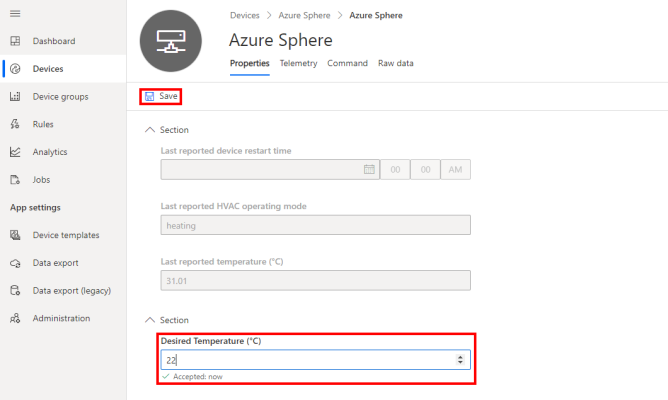 Dashboard
Devices
Device groups
Rules
Analytics
Jobs
App settings
Device templates
Data export
Data export (legacy)
Administration
Devices > Azure Sphere > Azure Sphere
Azure Sphere
Properties Telemetry Command Raw data
Save
Section
Last reported device restart time
00 00 AM
Last reported HVAC operating mode
heating
Last reported temperature (°C)
31.01
Section
Desired Temperature (°C)
22
Accepted: now